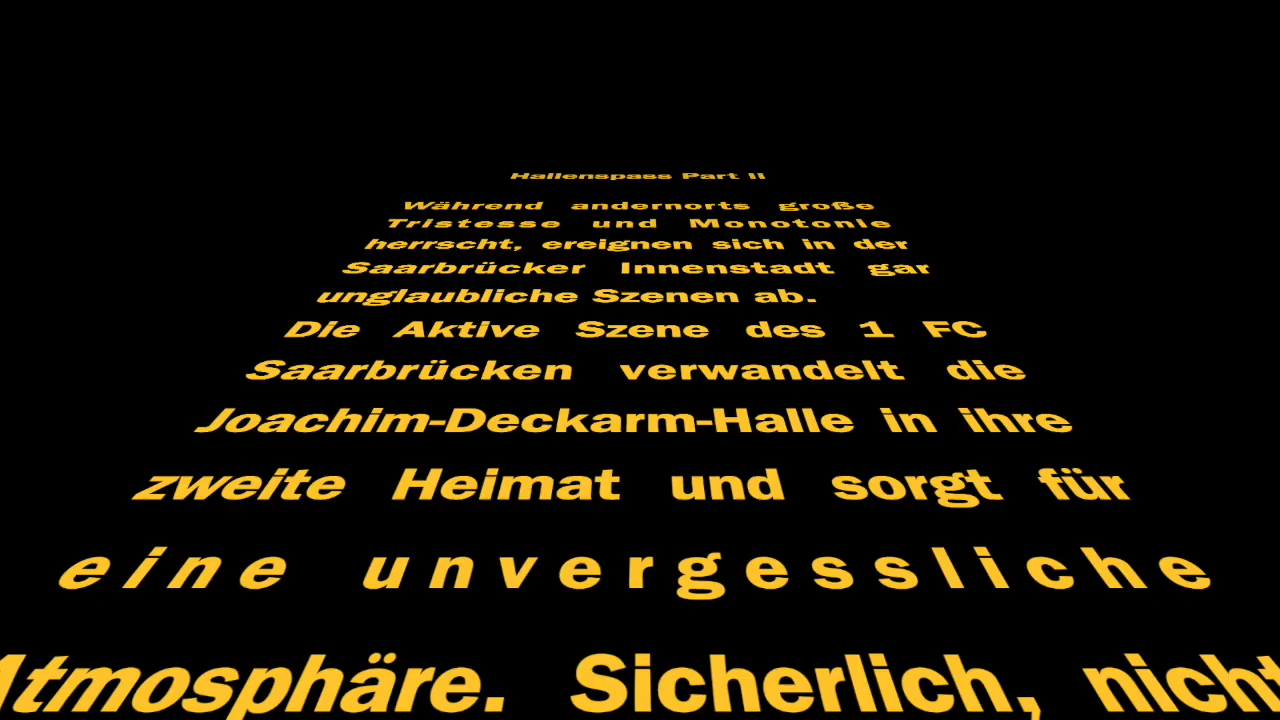 Hallenspass Part II
Während andernorts große
Tristesse und Monotonie
herrscht, ereignen sich in der
Saarbrücker Innenstadt gar
unglaubliche Szenen ab.
Die Aktive Szene des 1 FC
Saarbrücken verwandelt die
Joachim-Deckarm-Halle in ihre
zweite Heimat und sorgt für
eine unvergessliche
Atmosphäre. Sicherlich, nicht